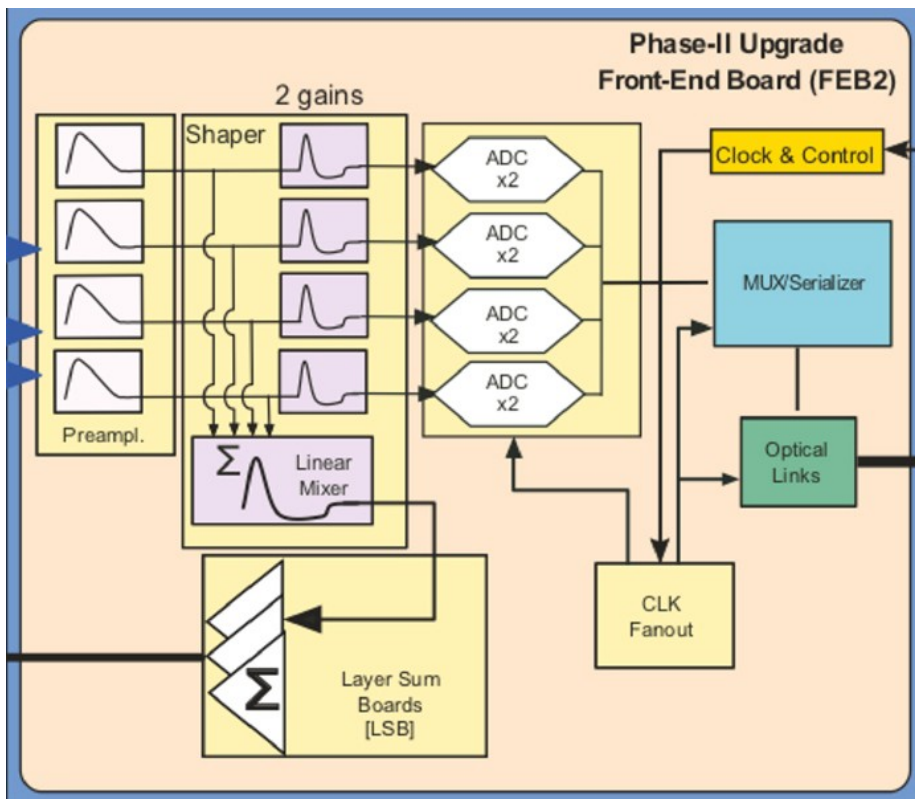 Phase-II Upgrade
Front-End Board (FEB2)
2 gains
Shaper
Clock & Control
ADC
x2
ADC
x2
ADC
x2
ADC
x2
MUX/Serializer
Preampl.
Σ
Linear
Mixer
Optical
Links
CLK
Fanout
Σ
Layer Sum
Boards
[LSB]